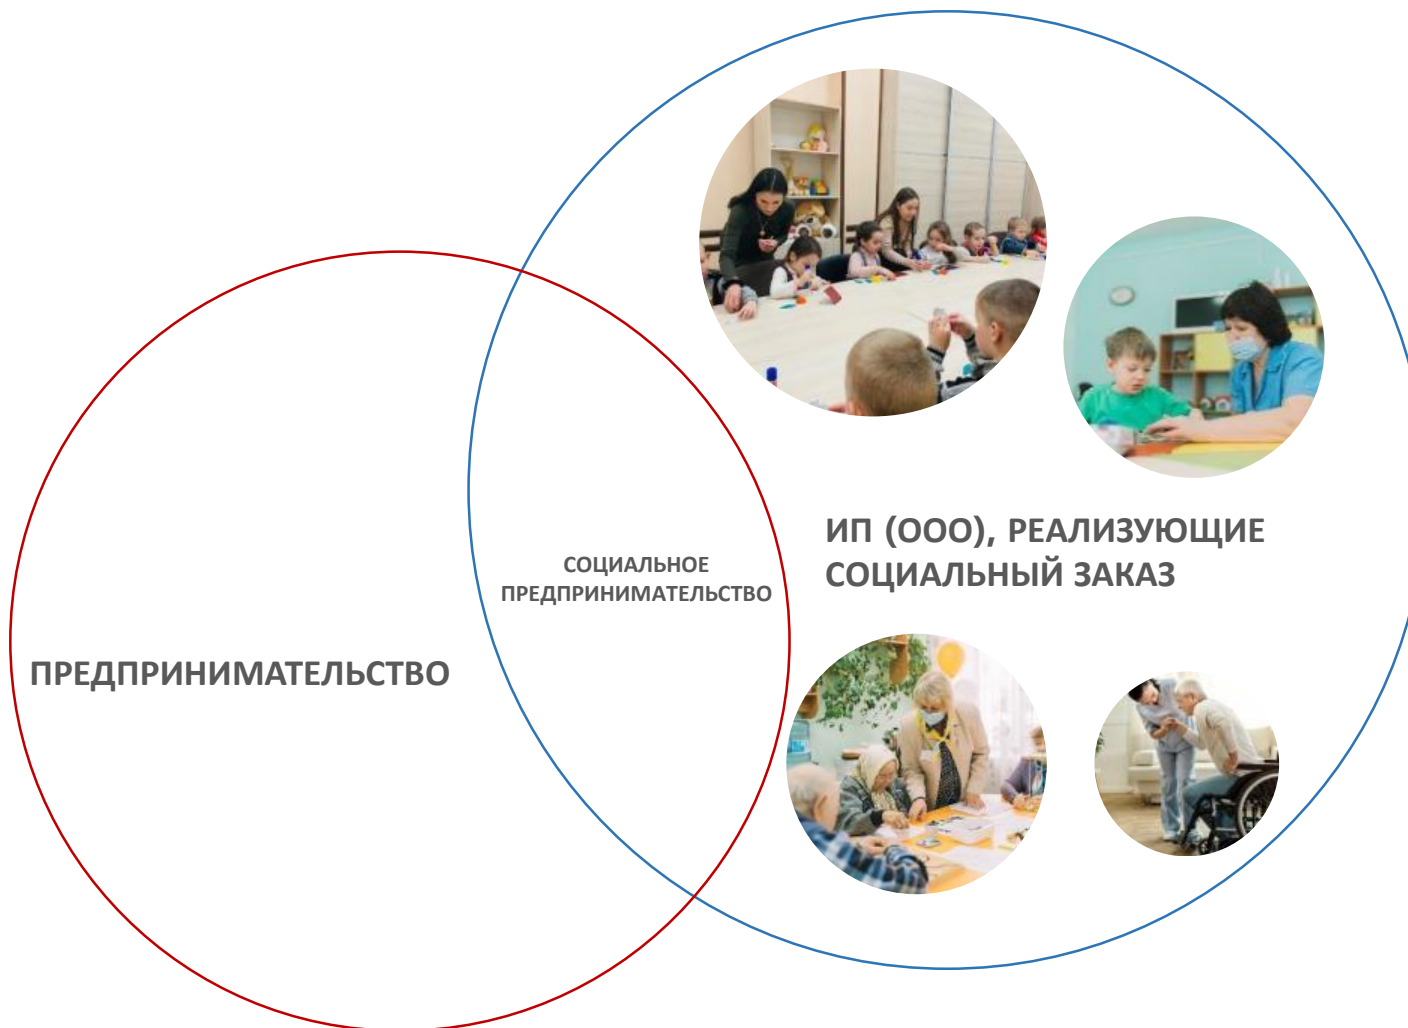 ИП (ООО), РЕАЛИЗУЮЩИЕ
СОЦИАЛЬНЫЙ ЗАКАЗ
СОЦИАЛЬНОЕ
ПРЕДПРИНИМАТЕЛЬСТВО
ПРЕДПРИНИМАТЕЛЬСТВО